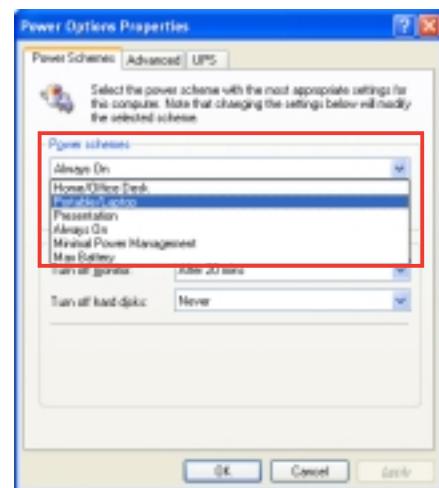 Power Options Properties
Power Schemes Advanced UPS
Select the power scheme with the most appropriate settings for
this computer. Note that changing the settings below will modify
the selected scheme.
Power schemes
Always On
Home/Office Desk
Portable/Laptop
Presentation
Always On
Minimal Power Management
Max Battery
Turn off monitor: After 20 mins
Turn off hard disks: Never
OK Cancel Apply